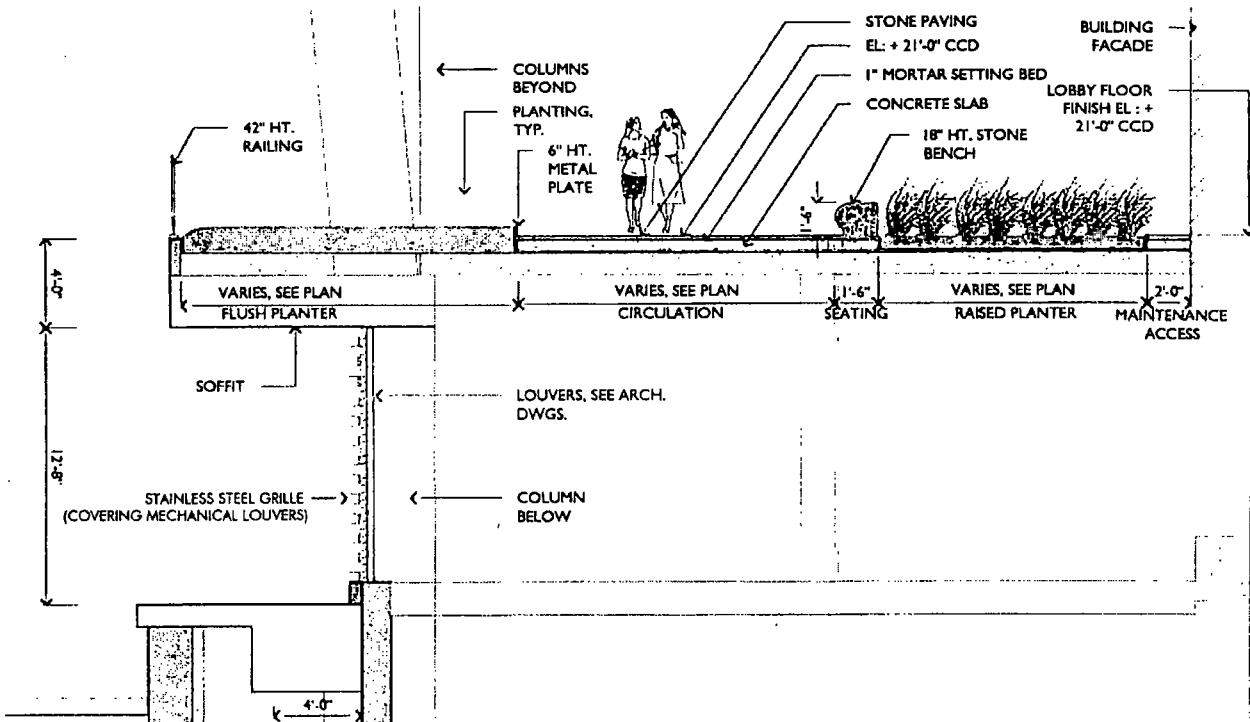 STONE PAVING
EL: + 21'-0" CCD
1" MORTAR SETTING BED
CONCRETE SLAB
18" HT. STONE
BENCH
BUILDING
FACADE
LOBBY FLOOR
FINISH EL : +
21'-0" CCD
COLUMNS
BEYOND
PLANTING,
TYP.
6" HT.
METAL
PLATE
42" HT.
RAILING
1'-6"
4'-0"
VARIES, SEE PLAN
FLUSH PLANTER
VARIES, SEE PLAN
CIRCULATION
1'-6"
SEATING
VARIES, SEE PLAN
RAISED PLANTER
2'-0"
MAINTENANCE
ACCESS
SOFFIT
LOUVERS, SEE ARCH.
DWGS.
12'-8"
STAINLESS STEEL GRILLE
(COVERING MECHANICAL LOUVERS)
COLUMN
BELOW
4'-0"